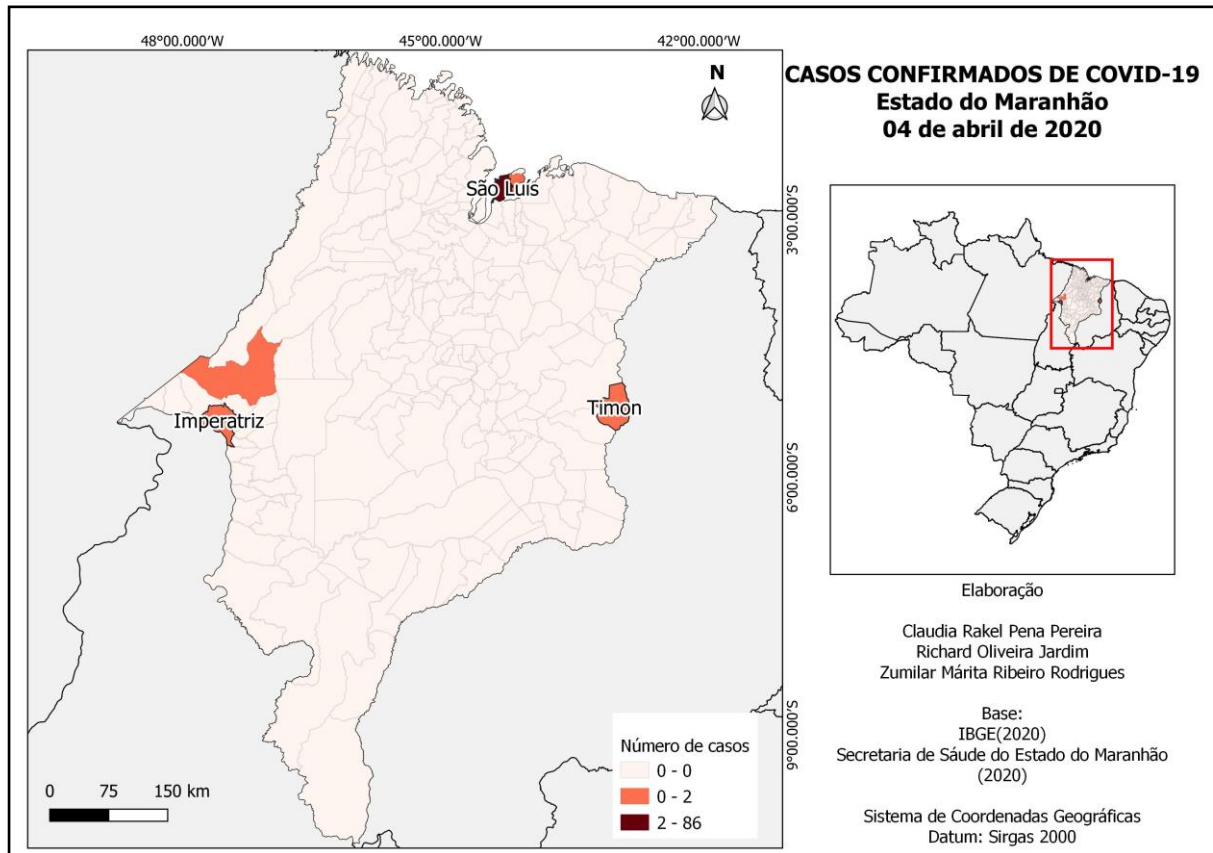 48°00.000'W
45°00.000'W
42°00.000'W
N
CASOS CONFIRMADOS DE COVID-19
Estado do Maranhão
04 de abril de 2020
São Luís
3°00.000'S
Imperatriz
Timon
6°00.000'S
9°00.000'S
Número de casos
0 - 0
0 - 2
2 - 86
0 75 150 km
Elaboração
Claudia Rakel Pena Pereira
Richard Oliveira Jardim
Zumilar Márita Ribeiro Rodrigues
Base:
IBGE(2020)
Secretaria de Sáude do Estado do Maranhão
(2020)
Sistema de Coordenadas Geográficas
Datum: Sirgas 2000